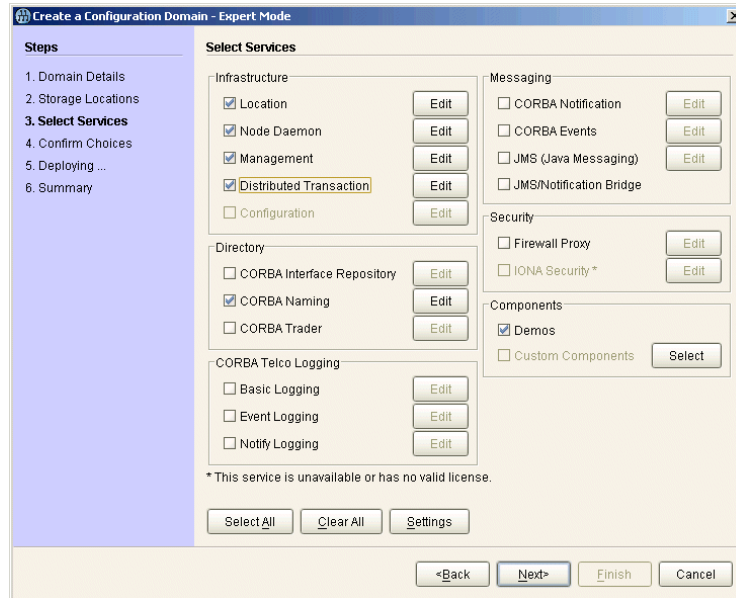 Create a Configuration Domain - Expert Mode
Steps
1. Domain Details
2. Storage Locations
3. Select Services
4. Confirm Choices
5. Deploying ...
6. Summary
Select Services
Infrastructure
Location Edit
Node Daemon Edit
Management Edit
Distributed Transaction Edit
Configuration Edit
Directory
CORBA Interface Repository Edit
CORBA Naming Edit
CORBA Trader Edit
CORBA Telco Logging
Basic Logging Edit
Event Logging Edit
Notify Logging Edit
Messaging
CORBA Notification Edit
CORBA Events Edit
JMS (Java Messaging) Edit
JMS/Notification Bridge
Security
Firewall Proxy Edit
IONA Security * Edit
Components
Demos
Custom Components Select
* This service is unavailable or has no valid license.
Select All Clear All Settings
<Back Next> Finish Cancel